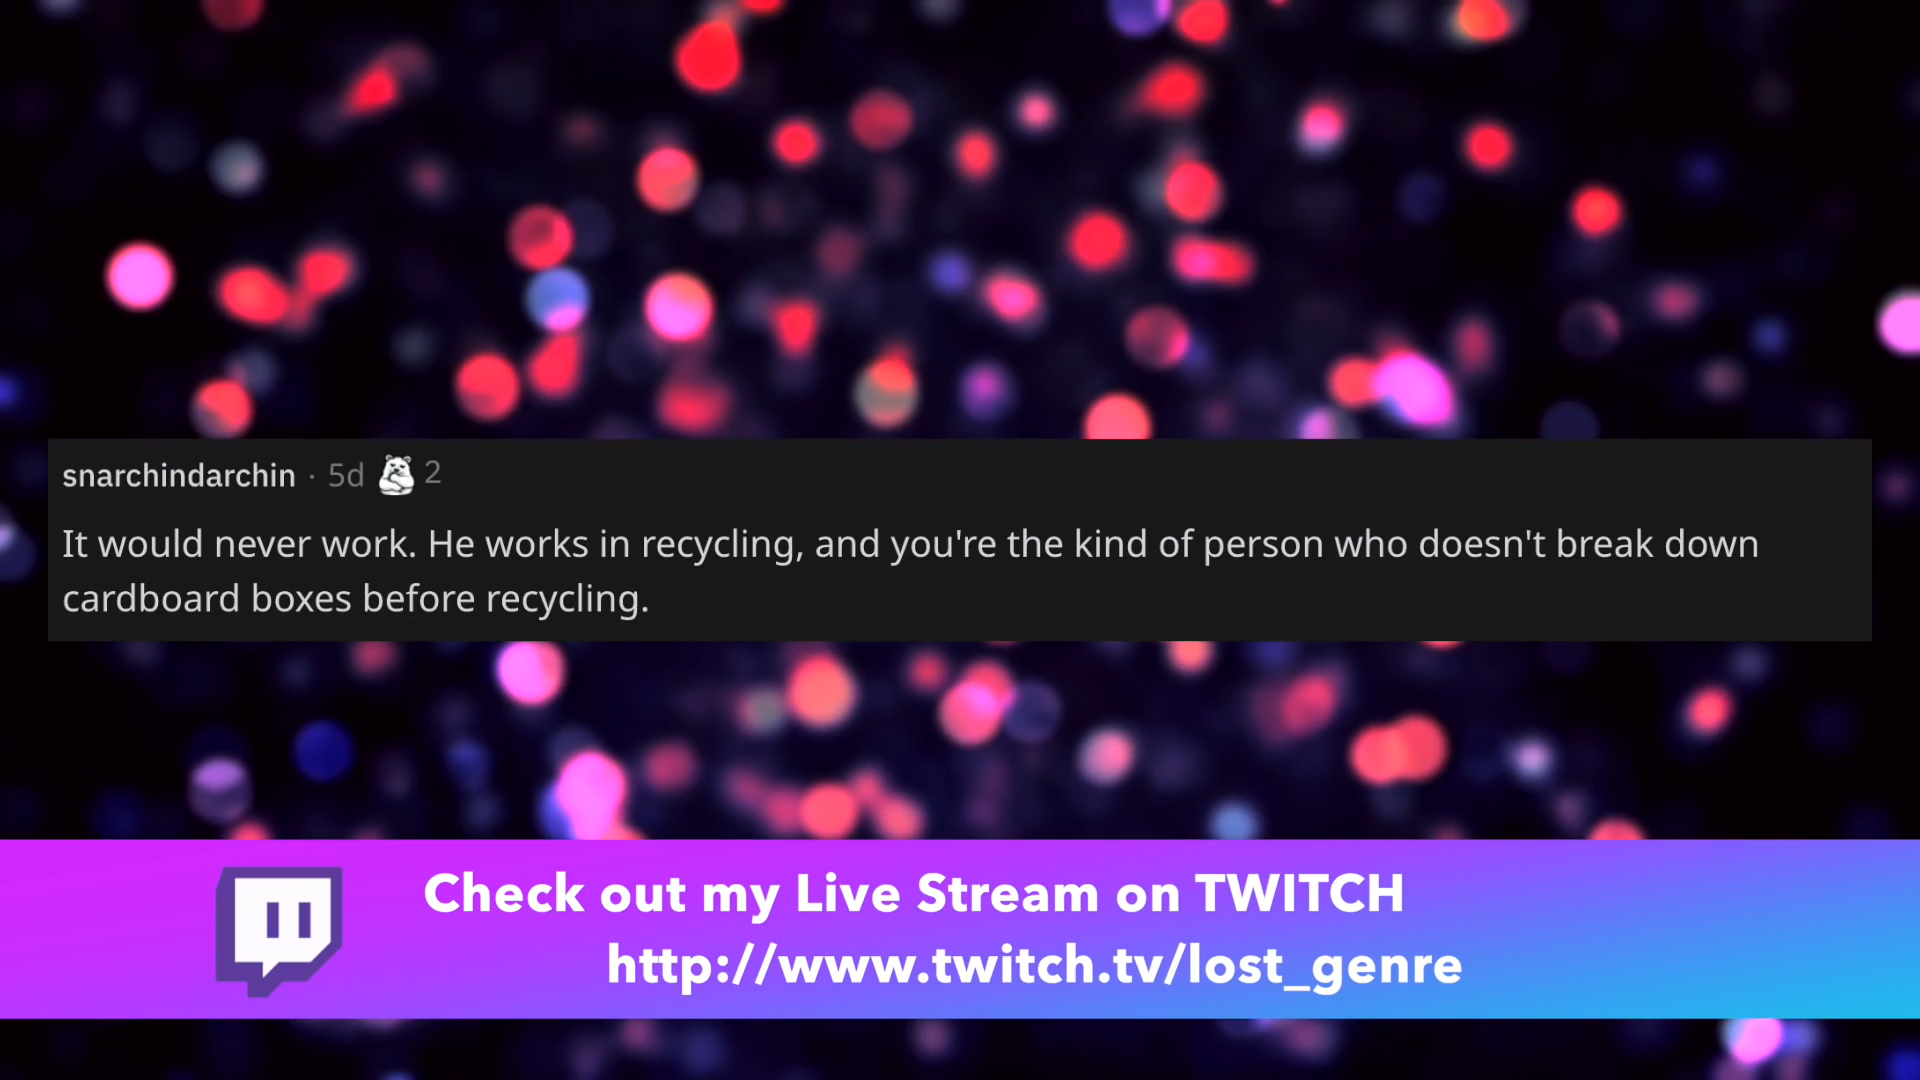 snarchindarchin · 5d 2
It would never work. He works in recycling, and you're the kind of person who doesn't break down
cardboard boxes before recycling.
Check out my Live Stream on TWITCH
http://www.twitch.tv/lost_genre